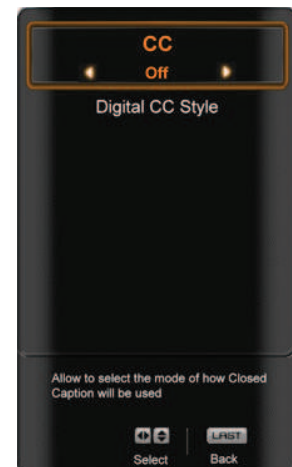 CC
Off
Digital CC Style
Allow to select the mode of how Closed
Caption will be used
LAST
Select
Back